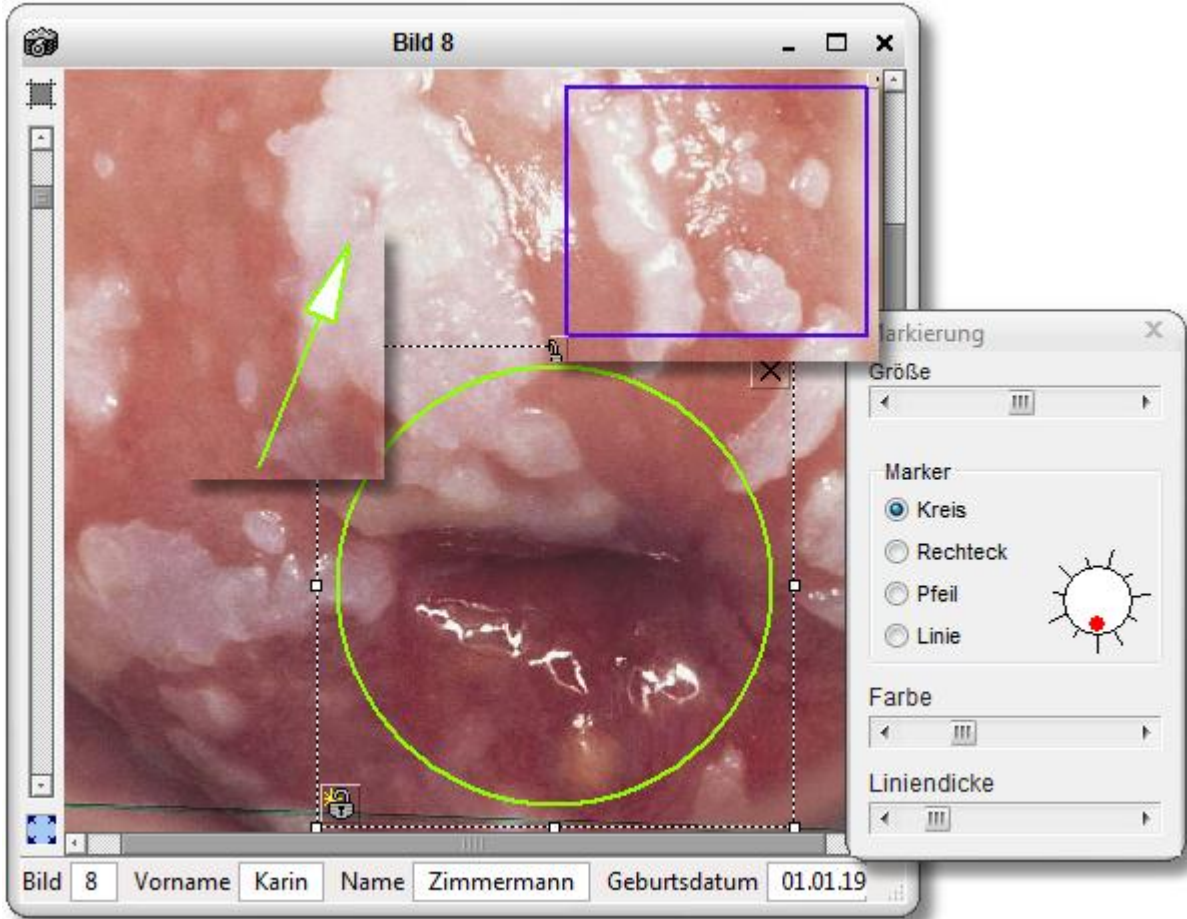 Bild 8
Markierung
Größe
Marker
Kreis
Rechteck
Pfeil
Linie
Farbe
Liniendicke
Bild 8 Vorname Karin Name Zimmermann Geburtsdatum 01.01.19